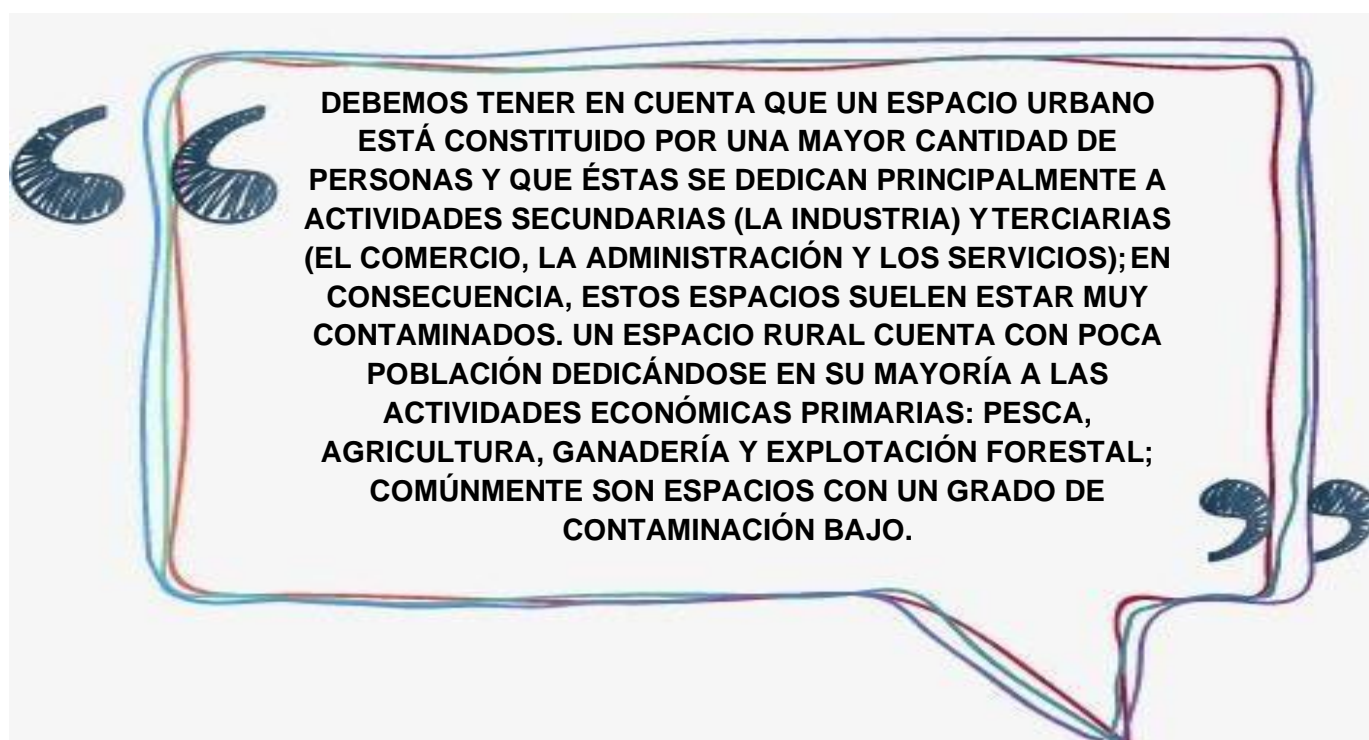 DEBEMOS TENER EN CUENTA QUE UN ESPACIO URBANO
ESTÁ CONSTITUIDO POR UNA MAYOR CANTIDAD DE
PERSONAS Y QUE ÉSTAS SE DEDICAN PRINCIPALMENTE A
ACTIVIDADES SECUNDARIAS (LA INDUSTRIA) Y TERCIARIAS
(EL COMERCIO, LA ADMINISTRACIÓN Y LOS SERVICIOS); EN
CONSECUENCIA, ESTOS ESPACIOS SUELEN ESTAR MUY
CONTAMINADOS. UN ESPACIO RURAL CUENTA CON POCA
POBLACIÓN DEDICÁNDOSE EN SU MAYORÍA A LAS
ACTIVIDADES ECONÓMICAS PRIMARIAS: PESCA,
AGRICULTURA, GANADERÍA Y EXPLOTACIÓN FORESTAL;
COMÚNMENTE SON ESPACIOS CON UN GRADO DE
CONTAMINACIÓN BAJO.